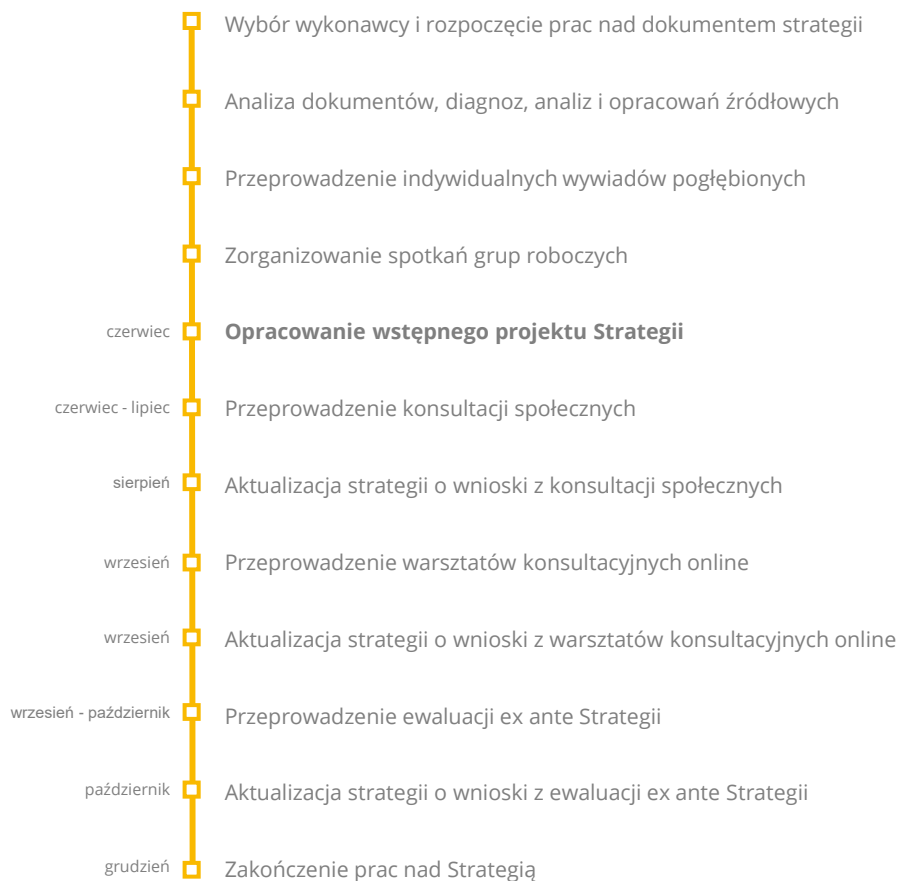 Wybór wykonawcy i rozpoczęcie prac nad dokumentem strategii
Analiza dokumentów, diagnoz, analiz i opracowań źródłowych
Przeprowadzenie indywidualnych wywiadów pogłębionych
Zorganizowanie spotkań grup roboczych
czerwiec Opracowanie wstępnego projektu Strategii
czerwiec - lipiec Przeprowadzenie konsultacji społecznych
sierpień Aktualizacja strategii o wnioski z konsultacji społecznych
wrzesień Przeprowadzenie warsztatów konsultacyjnych online
wrzesień Aktualizacja strategii o wnioski z warsztatów konsultacyjnych online
wrzesień - październik Przeprowadzenie ewaluacji ex ante Strategii
październik Aktualizacja strategii o wnioski z ewaluacji ex ante Strategii
grudzień Zakończenie prac nad Strategią